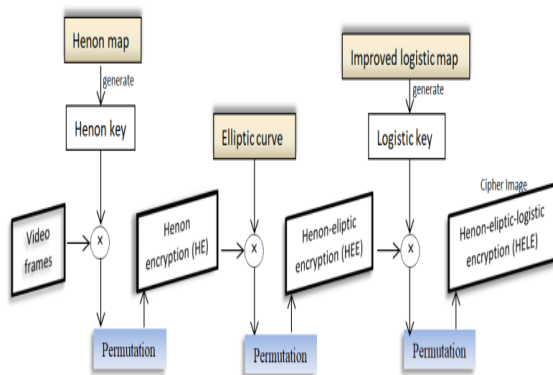 Henon map
generate
Henon key
Video
frames
x
Henon
encryption (HE)
Permutation
Elliptic curve
x
Henon-eliptic
encryption (HEE)
Permutation
Improved logistic map
generate
Logistic key
x
Cipher Image
Henon-eliptic-logistic
encryption (HELE)
Permutation